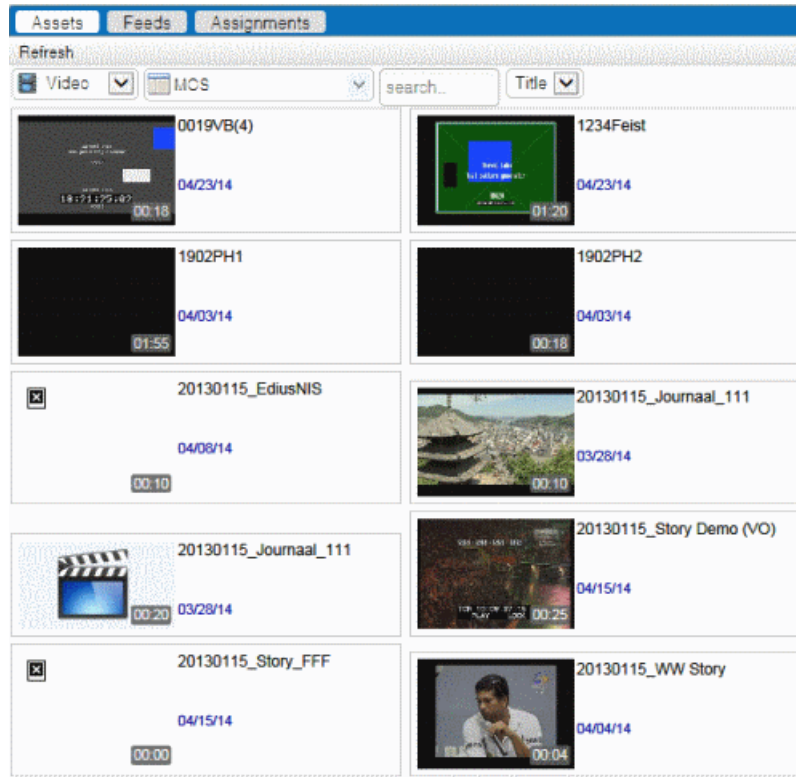 Assets Feeds Assignments
Refresh
Video MOS search.. Title
0019VB(4)
04/23/14
00:18
1234Feist
04/23/14
01:20
1902PH1
04/03/14
01:55
1902PH2
04/03/14
00:18
20130115_EdiusNIS
04/08/14
00:10
20130115_Journaal_111
03/28/14
00:10
20130115_Journaal_111
03/28/14
00:20
20130115_Story Demo (VO)
04/15/14
PLAY
00:25
20130115_Story_FFF
04/15/14
00:00
20130115_WW Story
04/04/14
00:04